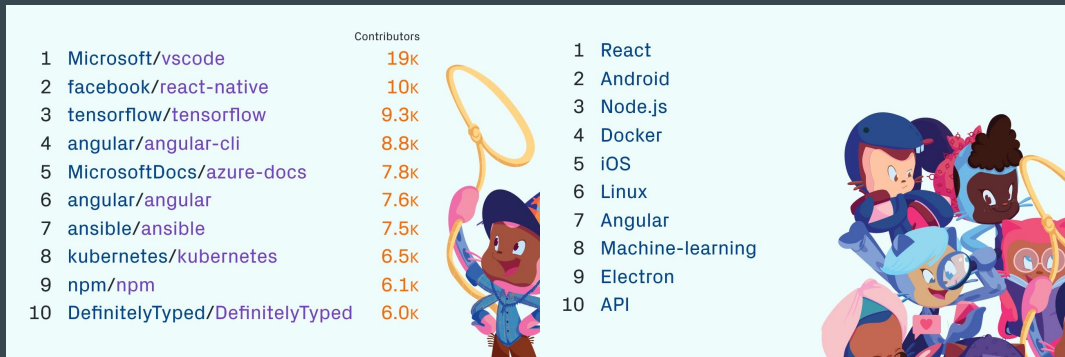 Contributors
1 Microsoft/vscode 19K
2 facebook/react-native 10K
3 tensorflow/tensorflow 9.3K
4 angular/angular-cli 8.8K
5 MicrosoftDocs/azure-docs 7.8K
6 angular/angular 7.6K
7 ansible/ansible 7.5K
8 kubernetes/kubernetes 6.5K
9 npm/npm 6.1K
10 DefinitelyTyped/DefinitelyTyped 6.0K
1 React
2 Android
3 Node.js
4 Docker
5 iOS
6 Linux
7 Angular
8 Machine-learning
9 Electron
10 API